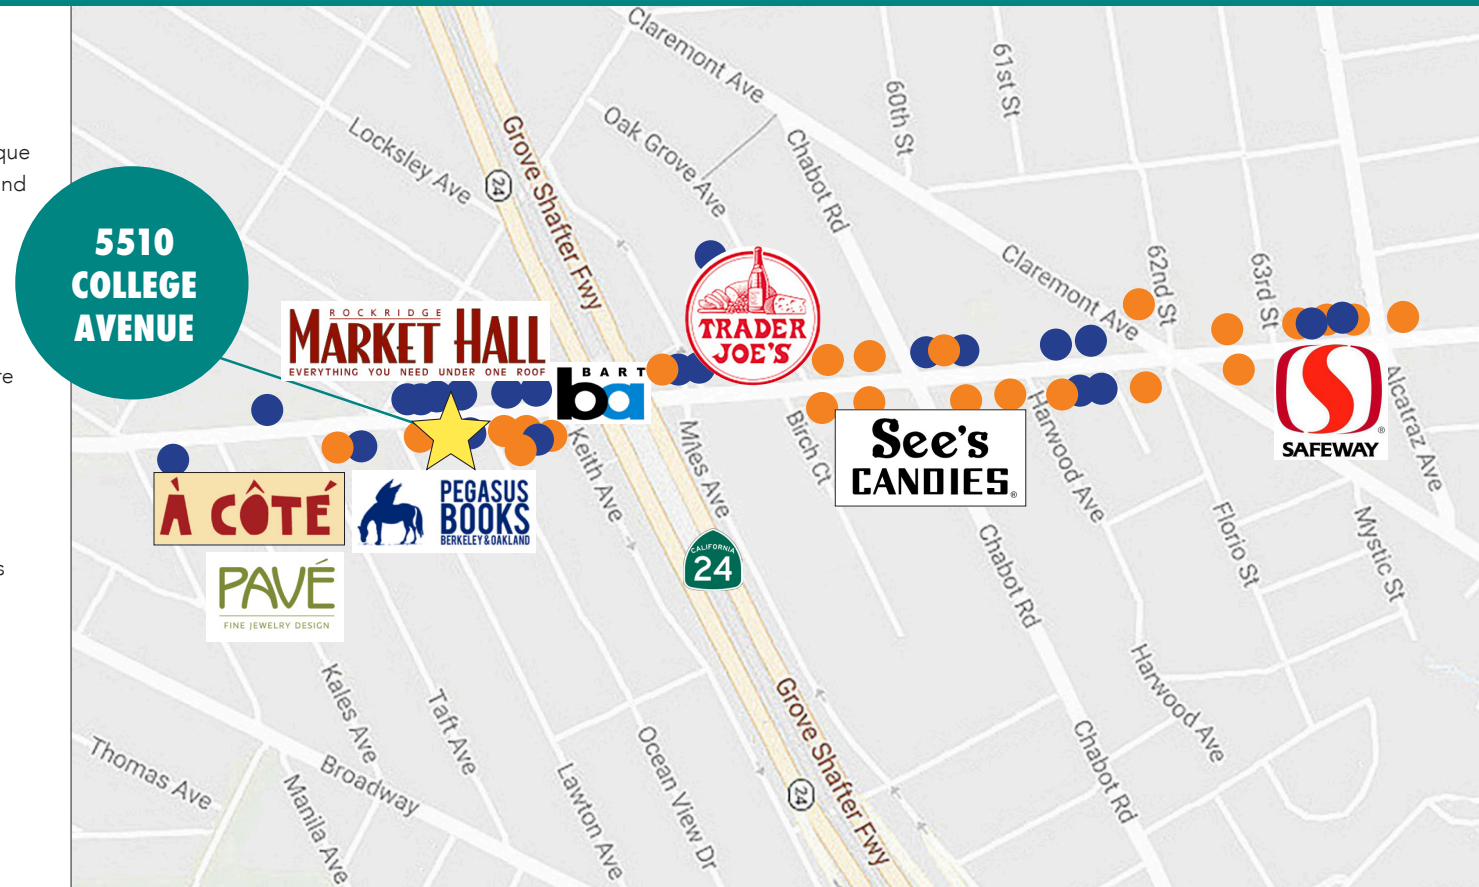 que
nd
re
s
5510
COLLEGE
AVENUE
Claremont Ave
61st St
60th St
Locksley Ave
24
Grove Shafter Fwy
Oak Grove Ave
Chabot Rd
Claremont Ave
62nd St
63rd St
ROCKRIDGE
MARKET HALL
EVERYTHING YOU NEED UNDER ONE ROOF
BART
ba
TRADER
JOE'S
See's
CANDIES®
SAFEWAY®
Alcatraz Ave
À CÔTÉ
PEGASUS
BOOKS
BERKELEY & OAKLAND
PAVÉ
FINE JEWELRY DESIGN
Keith Ave
Miles Ave
Birch Ct
Harwood Ave
CALIFORNIA
24
Chabot Rd
Florio St
Mystic St
Kales Ave
Taft Ave
Thomas Ave
Broadway
Manila Ave
Lawton Ave
Ocean View Dr
Grove Shafter Fwy
24
Harwood Ave
Chabot Rd